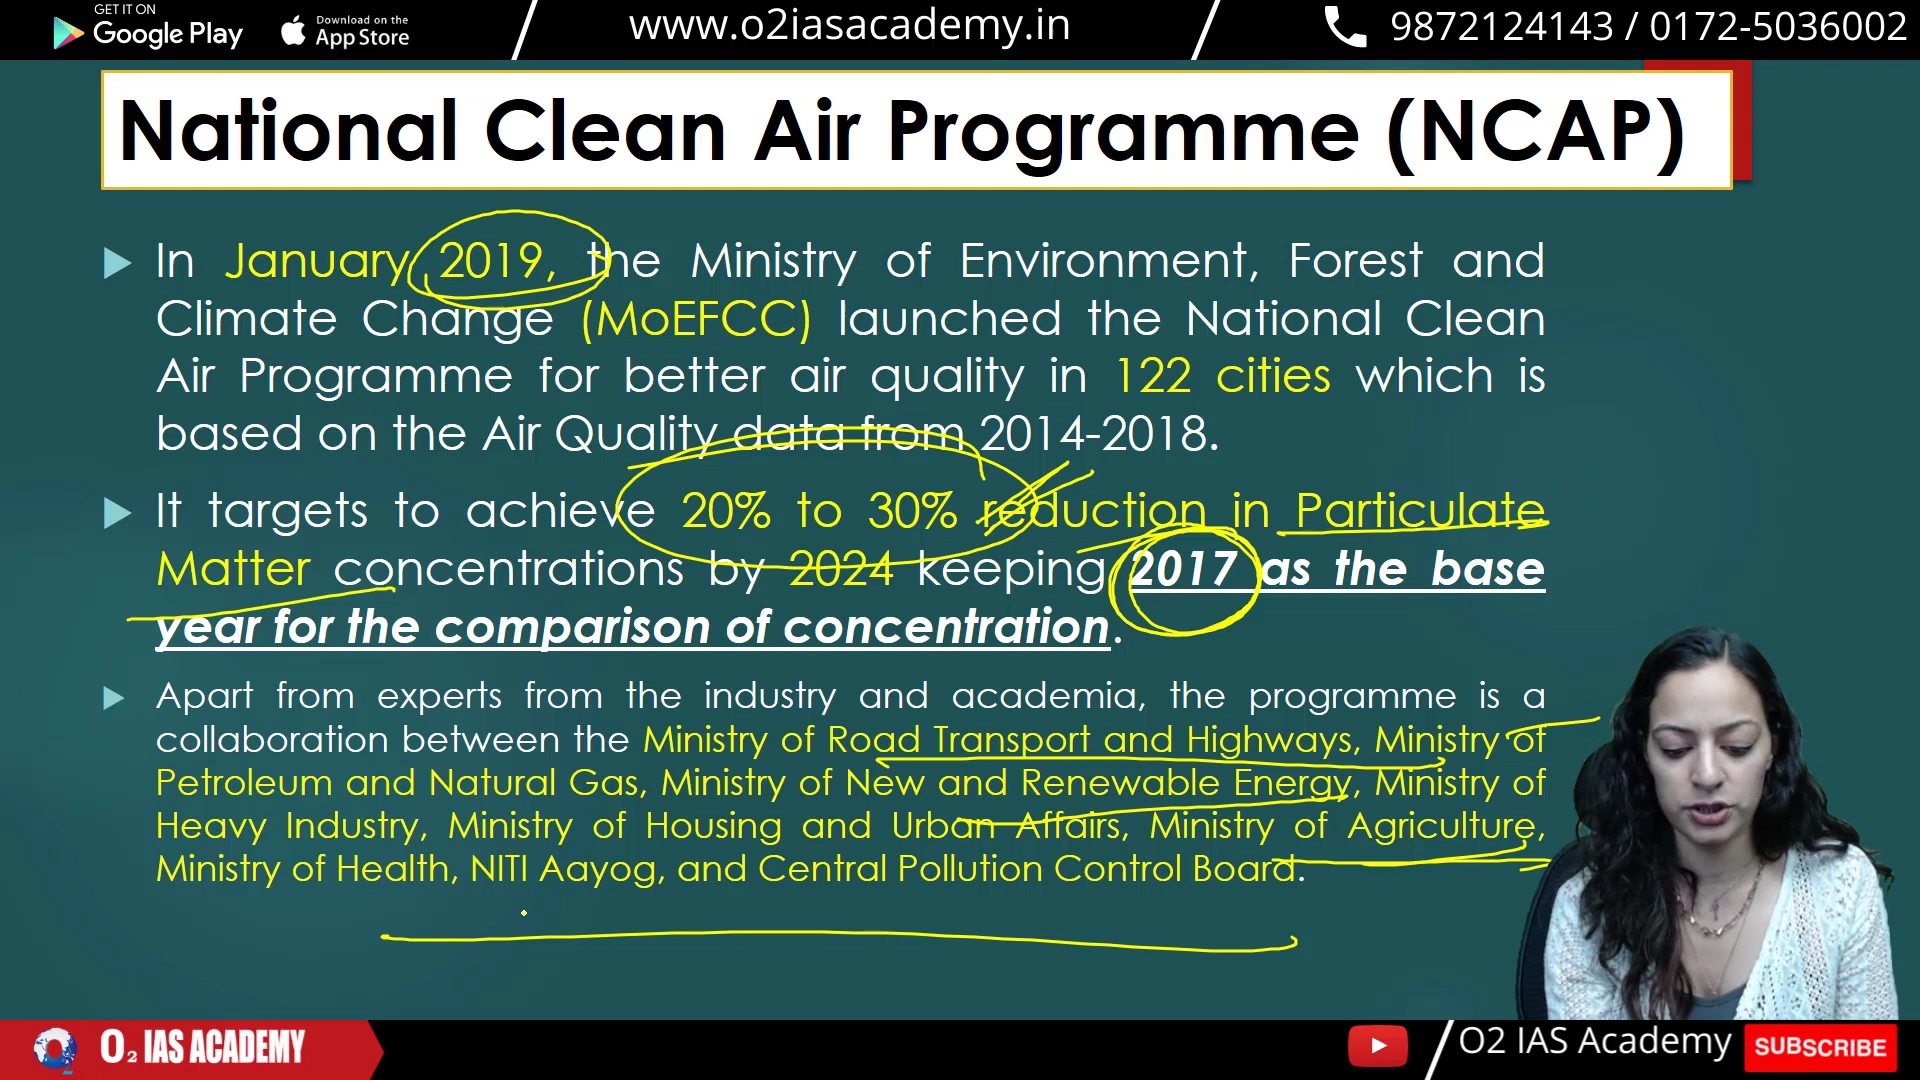 GET IT ON
Google Play
Download on the
App Store
www.o2iasacademy.in
9872124143 / 0172-5036002
National Clean Air Programme (NCAP)
In January 2019, the Ministry of Environment, Forest and
Climate Change (MoEFCC) launched the National Clean
Air Programme for better air quality in 122 cities which is
based on the Air Quality data from 2014-2018.
It targets to achieve 20% to 30% reduction in Particulate
Matter concentrations by 2024 keeping 2017 as the base
year for the comparison of concentration.
Apart from experts from the industry and academia, the programme is a
collaboration between the Ministry of Road Transport and Highways, Ministry of
Petroleum and Natural Gas, Ministry of New and Renewable Energy, Ministry of
Heavy Industry, Ministry of Housing and Urban Affairs, Ministry of Agriculture,
Ministry of Health, NITI Aayog, and Central Pollution Control Board.
O2 IAS ACADEMY
O2 IAS Academy
SUBSCRIBE